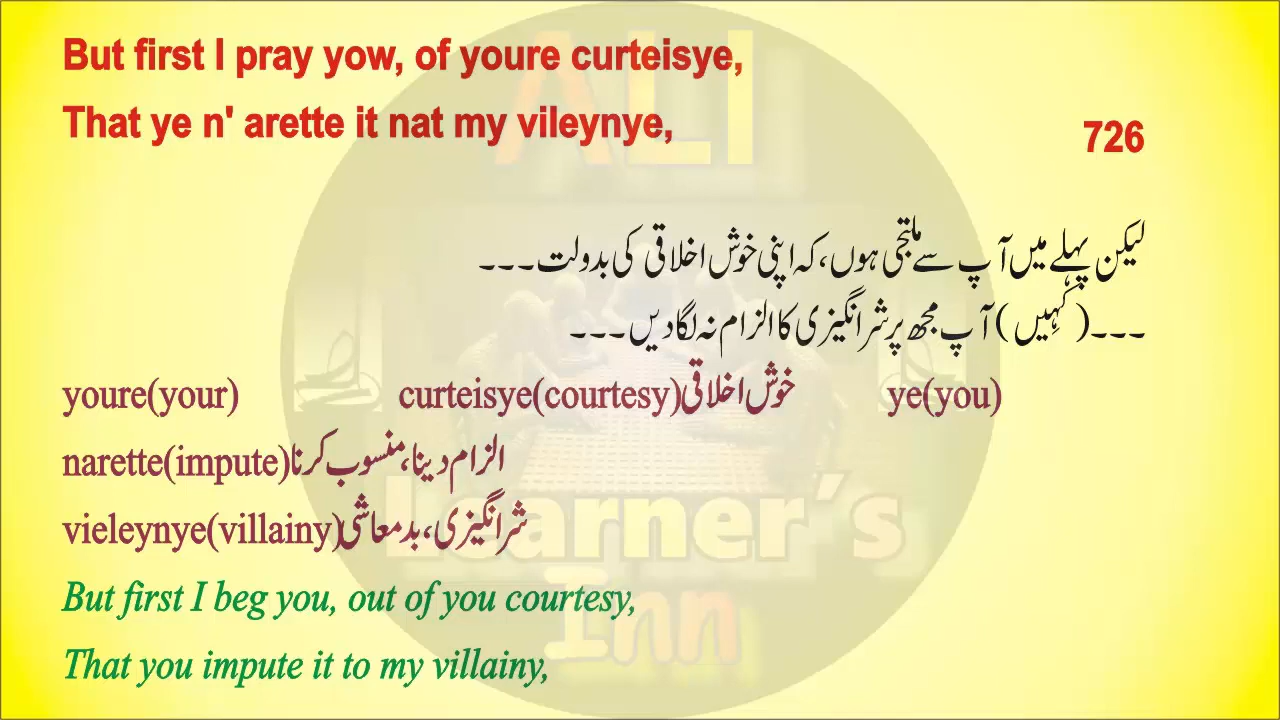 But first I pray yow, of youre curteisye,
That ye n' arette it nat my vileynye,
726
لیکن پہلے میں آپ سے ملتجی ہوں، کہ اپنی خوش اخلاقی کی بدولت۔۔۔
۔۔۔(کہیں) آپ مجھ پر شر انگیزی کا الزام نہ لگا دیں۔۔۔
youre(your) curteisye(courtesy)خوش اخلاقی ye(you)
narette(impute)الزام دینا، منسوب کرنا
vieleynye(villainy)شر انگیزی، بدمعاشی
But first I beg you, out of you courtesy,
That you impute it to my villainy,
ALI
Learner's
Inn